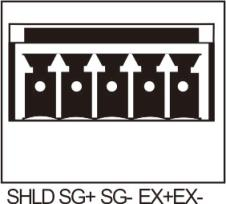 SHLD SG+ SG- EX+EX-